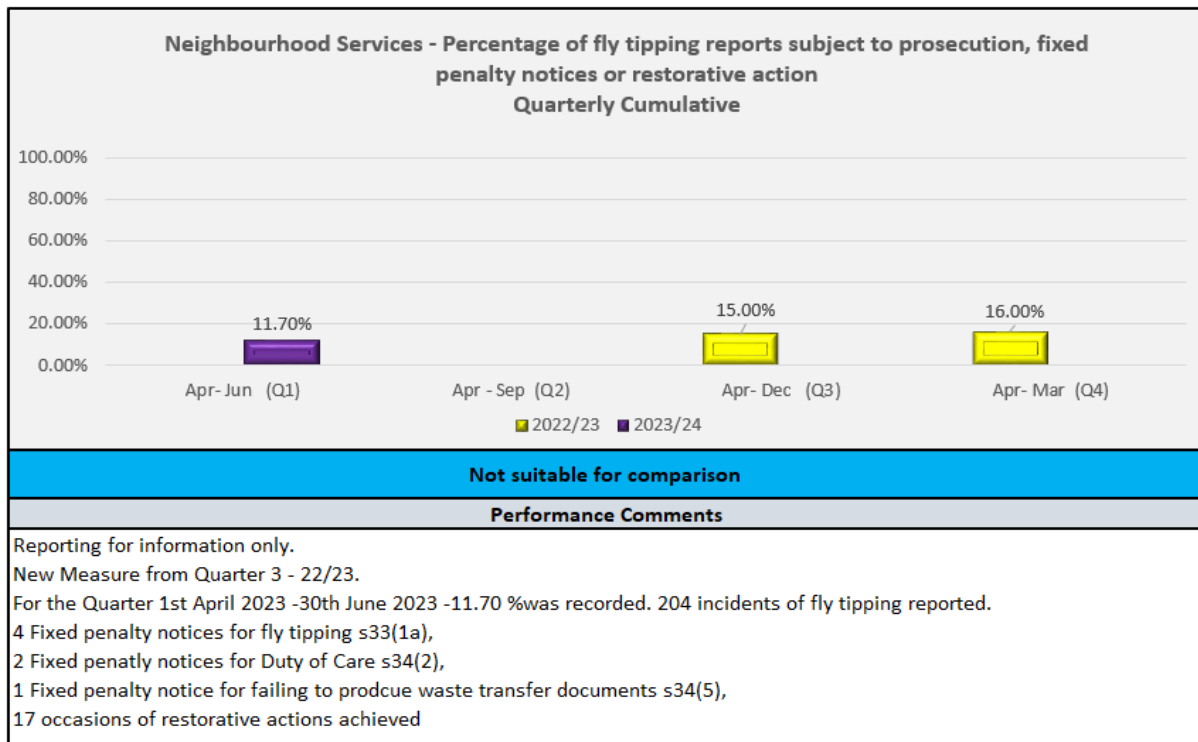 Neighbourhood Services - Percentage of fly tipping reports subject to prosecution, fixed
penalty notices or restorative action
Quarterly Cumulative
100.00%
80.00%
60.00%
40.00%
20.00%
0.00%
11.70%
15.00%
16.00%
Apr- Jun (Q1)
Apr - Sep (Q2)
Apr- Dec (Q3)
Apr- Mar (Q4)
2022/23 2023/24
Not suitable for comparison
Performance Comments
Reporting for information only.
New Measure from Quarter 3 - 22/23.
For the Quarter 1st April 2023 -30th June 2023 -11.70 %was recorded. 204 incidents of fly tipping reported.
4 Fixed penalty notices for fly tipping s33(1a),
2 Fixed penatly notices for Duty of Care s34(2),
1 Fixed penalty notice for failing to prodcue waste transfer documents s34(5),
17 occasions of restorative actions achieved